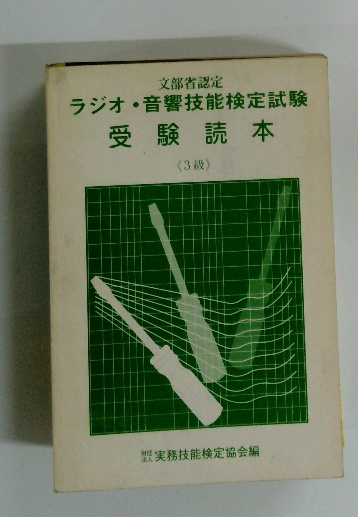 文部省認定
ラジオ・音響技能検定試験
受験読本
《3級》
財団法人 実務技能検定協会編